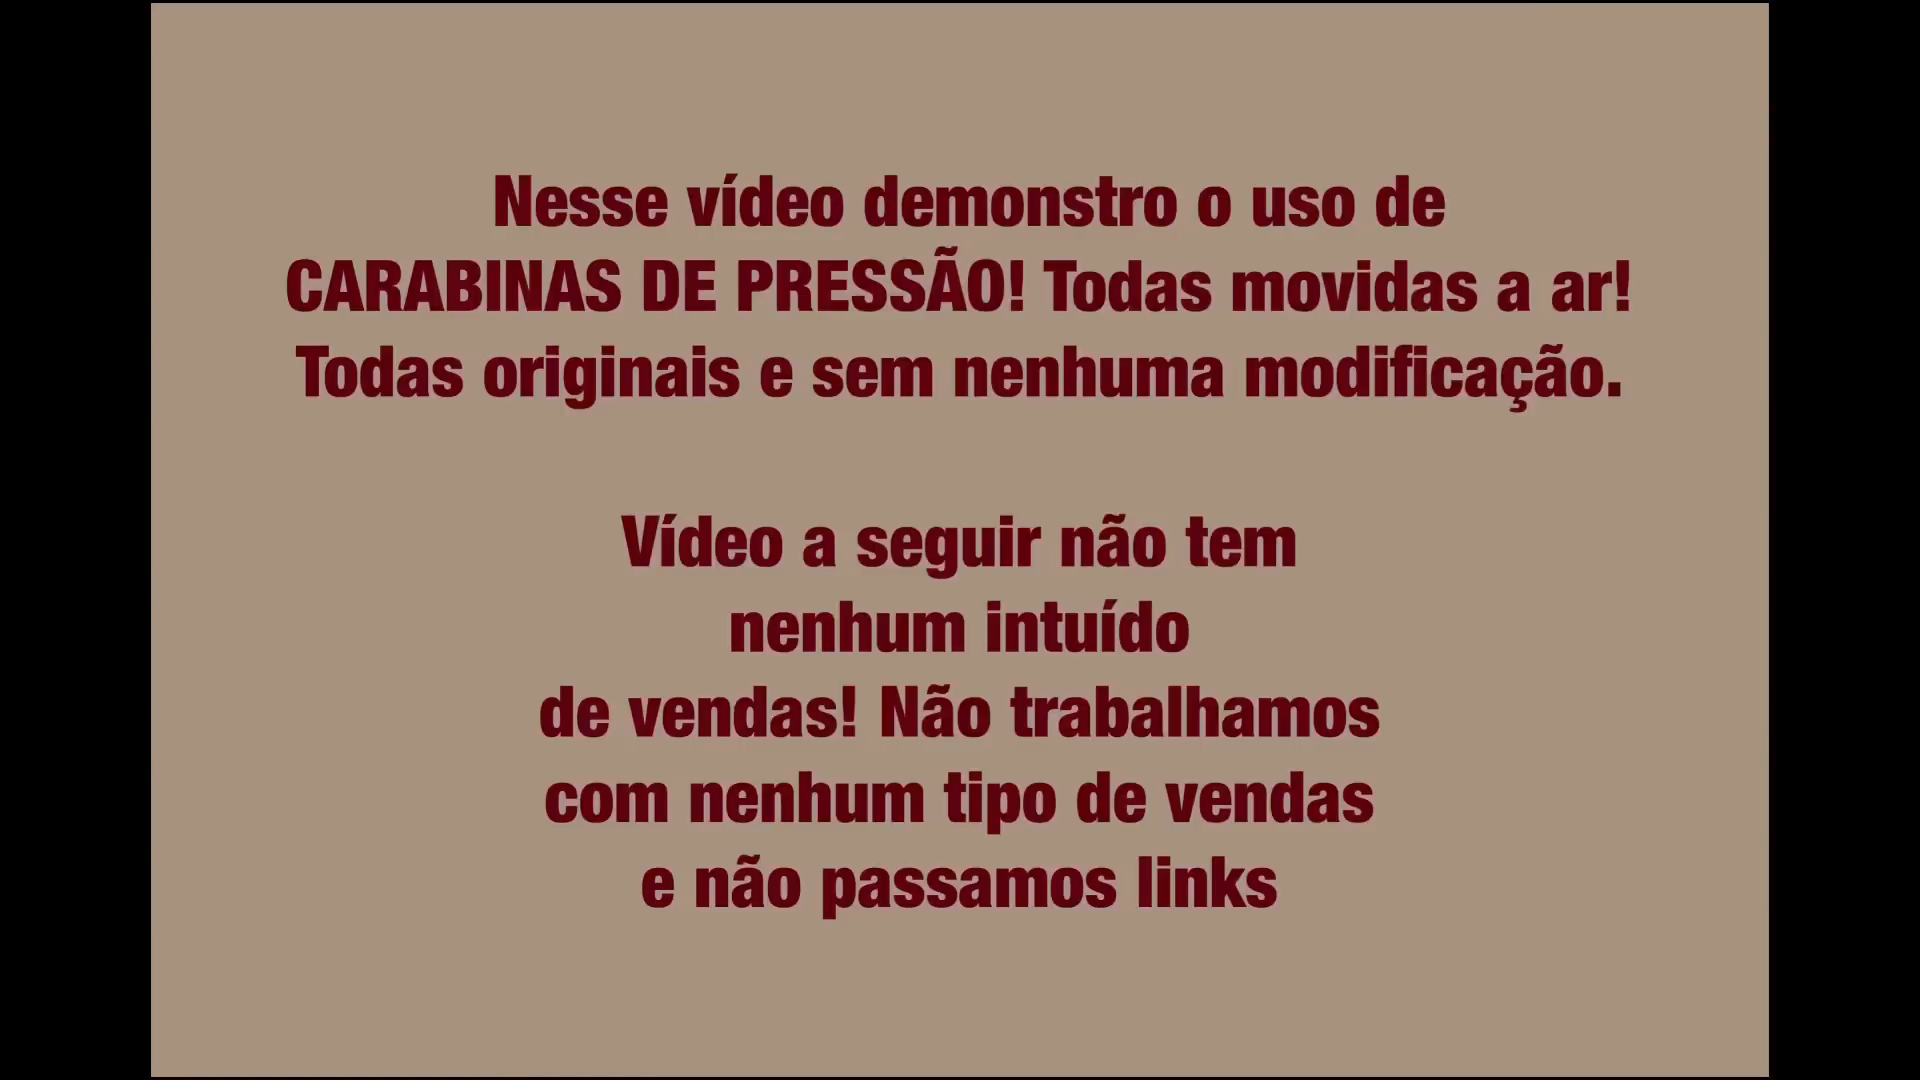 Nesse vídeo demonstro o uso de
CARABINAS DE PRESSÃO! Todas movidas a ar!
Todas originais e sem nenhuma modificação.
Vídeo a seguir não tem
nenhum intuído
de vendas! Não trabalhamos
com nenhum tipo de vendas
e não passamos links